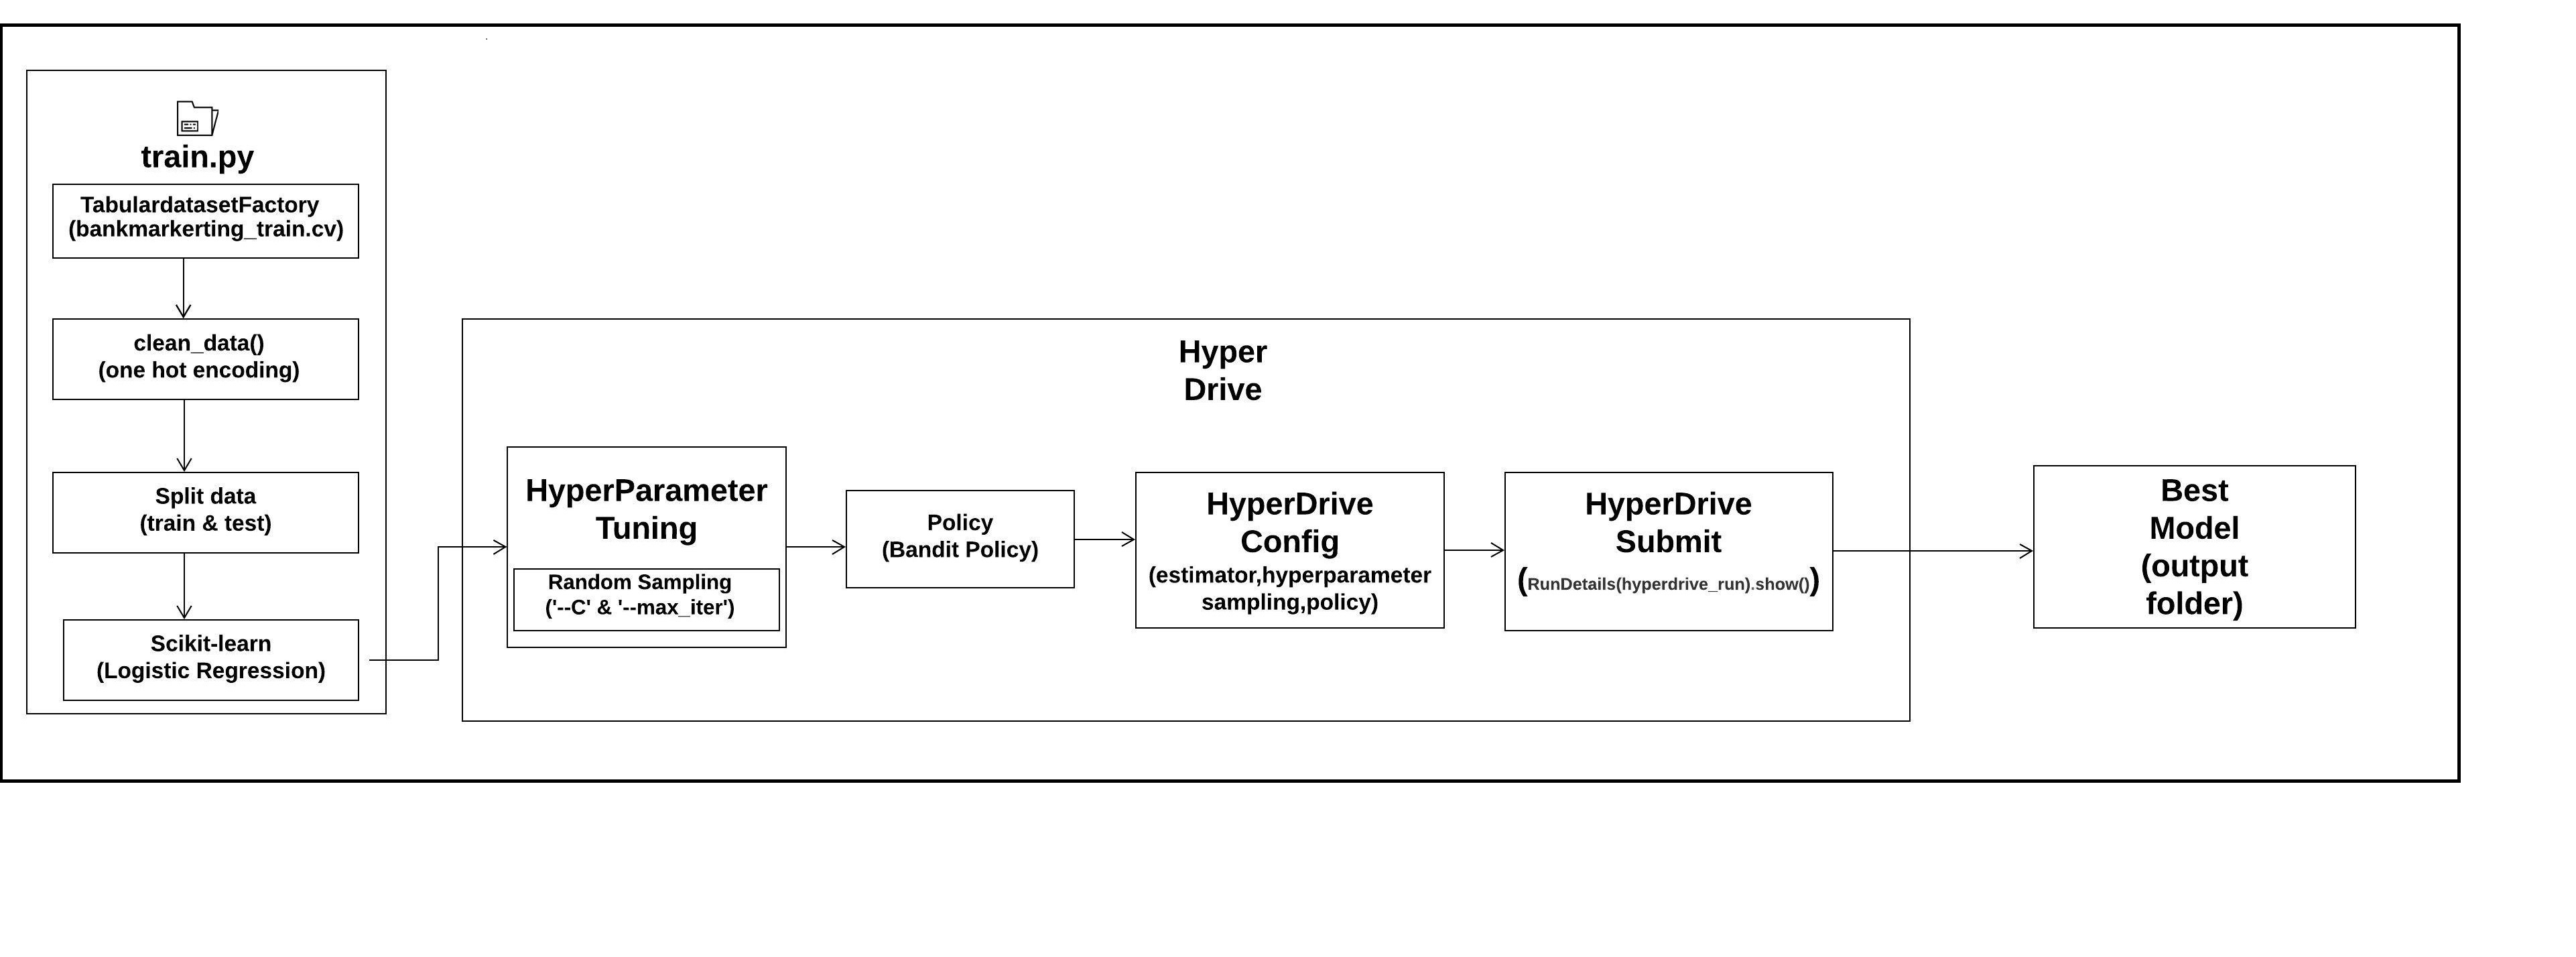 train.py
TabulardatasetFactory
(bankmarkerting_train.cv)
clean_data()
(one hot encoding)
Split data
(train & test)
Scikit-learn
(Logistic Regression)
Hyper
Drive
HyperParameter
Tuning
Random Sampling
('--C' & '--max_iter')
Policy
(Bandit Policy)
HyperDrive
Config
(estimator,hyperparameter
sampling,policy)
HyperDrive
Submit
(RunDetails(hyperdrive_run).show())
Best
Model
(output
folder)